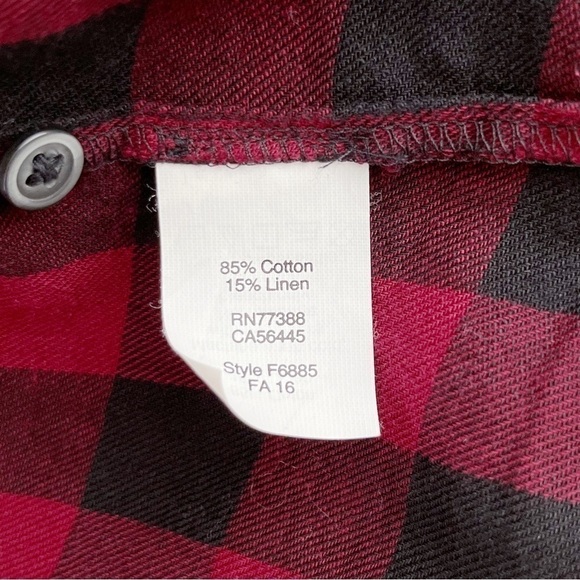 85% Cotton
15% Linen
RN77388
CA56445
Style F6885
FA 16